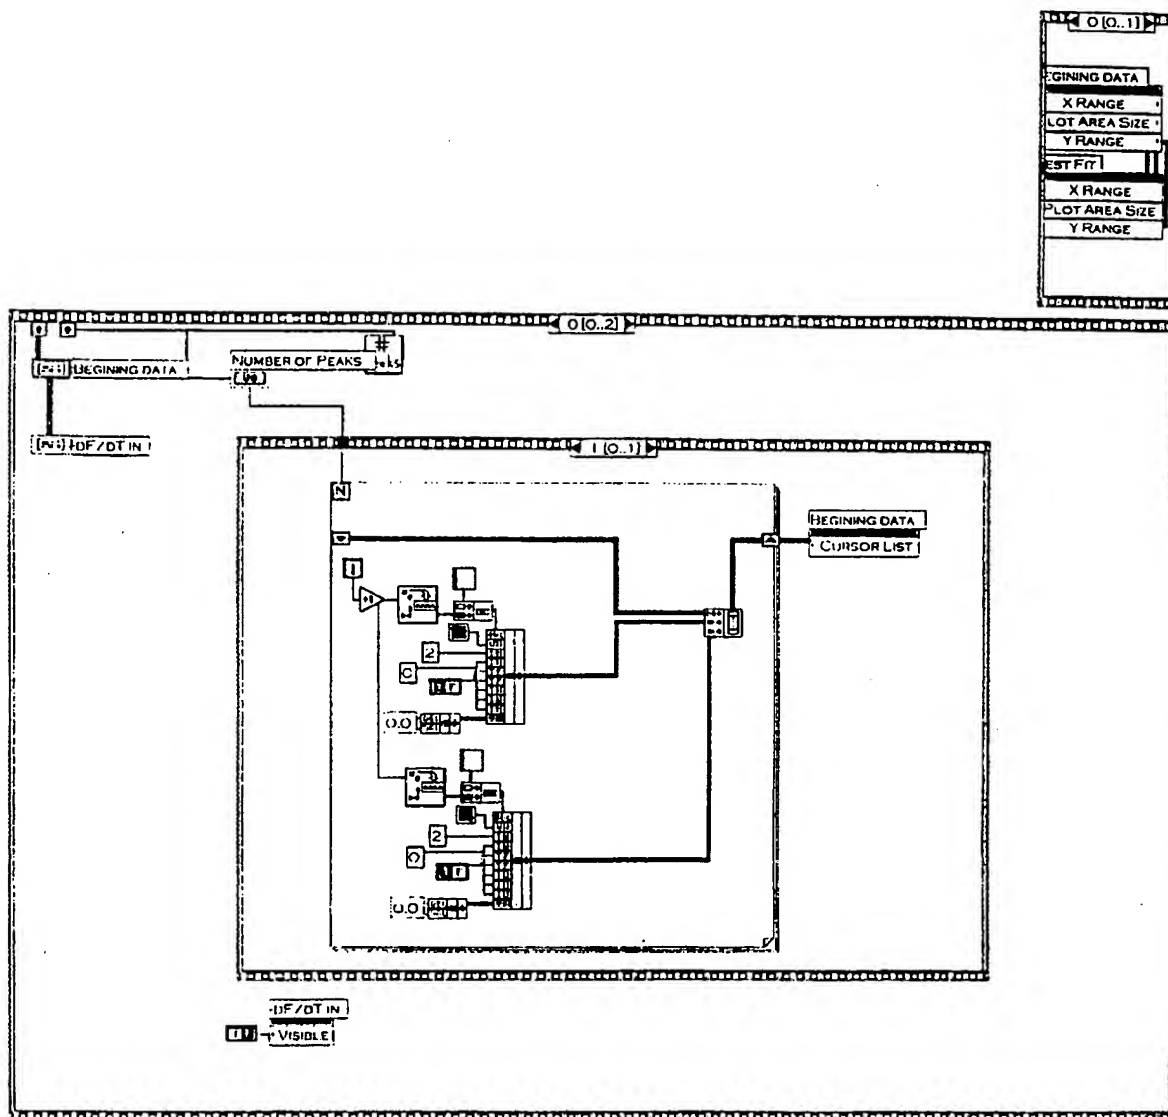 0 [0..1]
EGINING DATA
X RANGE
LOT AREA SIZE
Y RANGE
EST FIT
X RANGE
PLOT AREA SIZE
Y RANGE
0 [0..2]
#
eaks
NUMBER OF PEAKS
BEGINING DATA
-DF/DT IN
1 [0..1]
N
BEGINING DATA
CURSOR LIST
I
+1
2
0
F
0.0
2
0
F
0.0
-DF/DT IN
VISIBLE